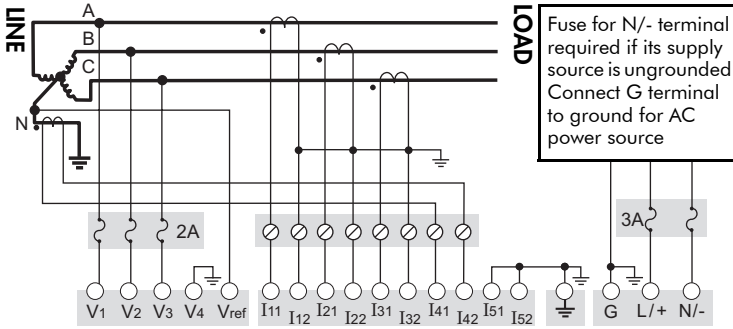 LINE
A
B
C
N
LOAD
Fuse for N/- terminal
required if its supply
source is ungrounded
Connect G terminal
to ground for AC
power source
2A
3A
V1 V2 V3 V4 Vref
I11 I12 I21 I22 I31 I32 I41 I42 I51 I52
G L/+ N/-